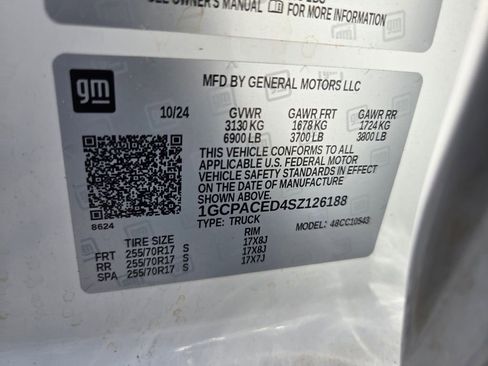 SEE OWNER'S MANUAL FOR MORE INFORMATION
gm
MFD BY GENERAL MOTORS LLC
10/24 GVWR GAWR FRT GAWR RR
3130 KG 1678 KG 1724 KG
6900 LB 3700 LB 3800 LB
THIS VEHICLE CONFORMS TO ALL
APPLICABLE U.S. FEDERAL MOTOR
VEHICLE SAFETY STANDARDS IN EFFECT
ON THE DATE OF MANUFACTURE
SHOWN ABOVE.
1GCPACED4SZ126188
8624
TYPE: TRUCK MODEL: 48CC10543
TIRE SIZE RIM
FRT 255/70R17 S 17X8J
RR 255/70R17 S 17X8J
SPA 255/70R17 S 17X7J